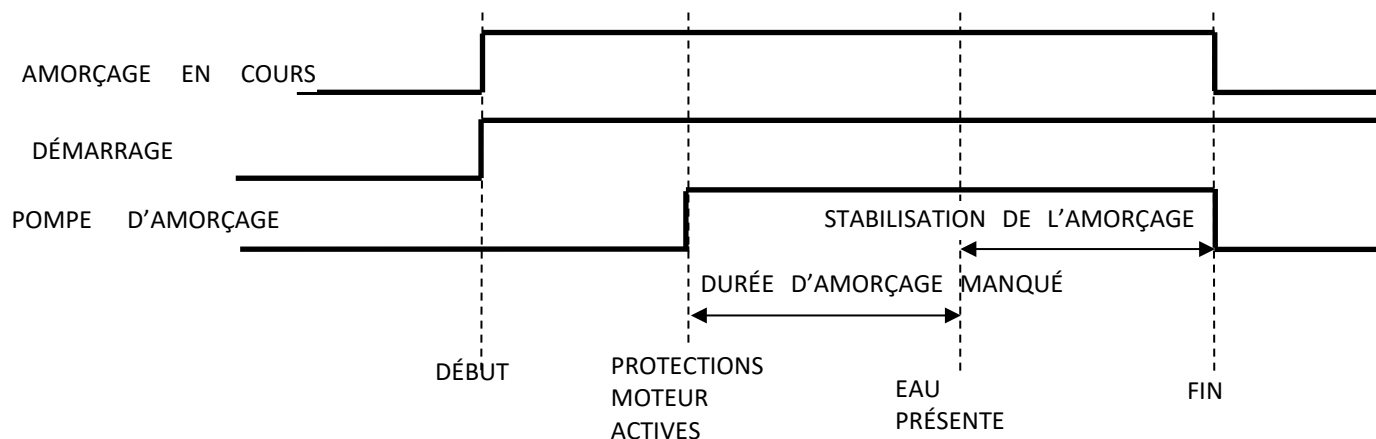 AMORÇAGE EN COURS
DÉMARRAGE
POMPE D’AMORÇAGE
STABILISATION DE L’AMORÇAGE
DURÉE D’AMORÇAGE MANQUÉ
DÉBUT
PROTECTIONS
MOTEUR
ACTIVES
EAU
PRÉSENTE
FIN